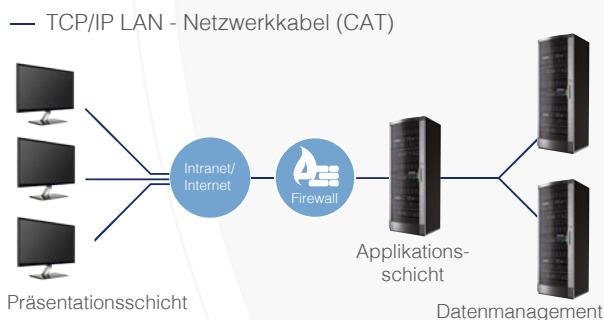 TCP/IP LAN - Netzwerkkabel (CAT)
Intranet/
Internet
Firewall
Applikations-
schicht
Präsentationsschicht
Datenmanagement